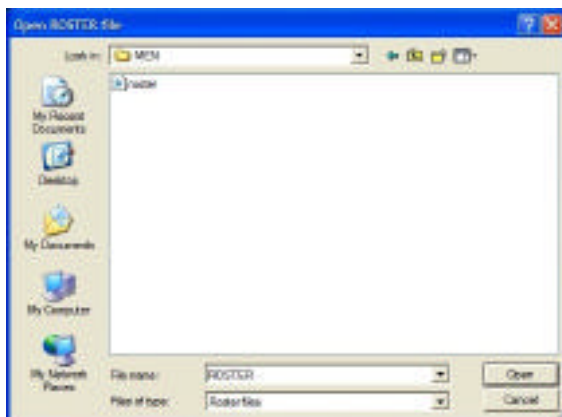 Open ROSTER file
Look in: MEN
roster
My Recent
Documents
Desktop
My Documents
My Computer
My Network
Places
File name: ROSTER
Open
Files of type: Roster files
Cancel